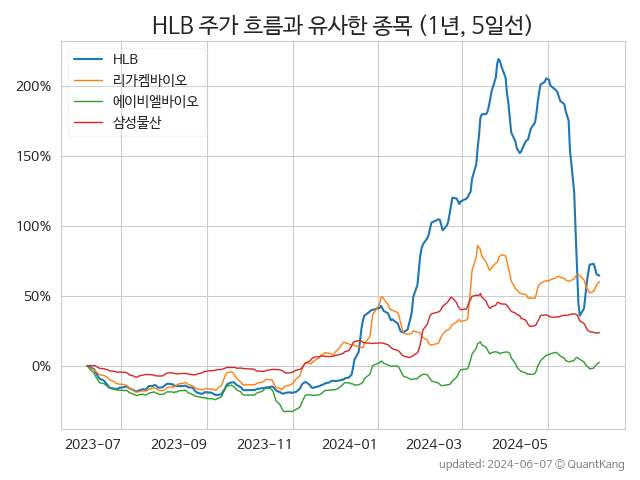 HLB 주가 흐름과 유사한 종목 (1년, 5일선)
HLB
리가켐바이오
에이비엘바이오
삼성물산
200%
150%
100%
50%
0%
2023-07
2023-09
2023-11
2024-01
2024-03
2024-05
updated: 2024-06-07 © QuantKang